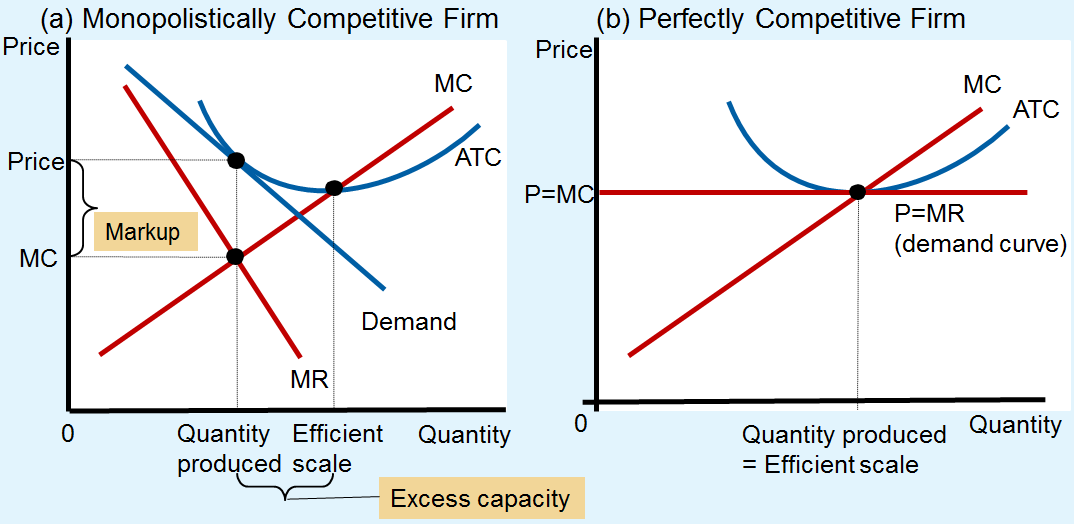 (a) Monopolistically Competitive Firm
Price
MC
ATC
Price
Markup
MC
Demand
MR
0
Quantity
produced
Efficient
scale
Quantity
Excess capacity
(b) Perfectly Competitive Firm
Price
MC
ATC
P=MC
P=MR
(demand curve)
0
Quantity produced
= Efficient scale
Quantity